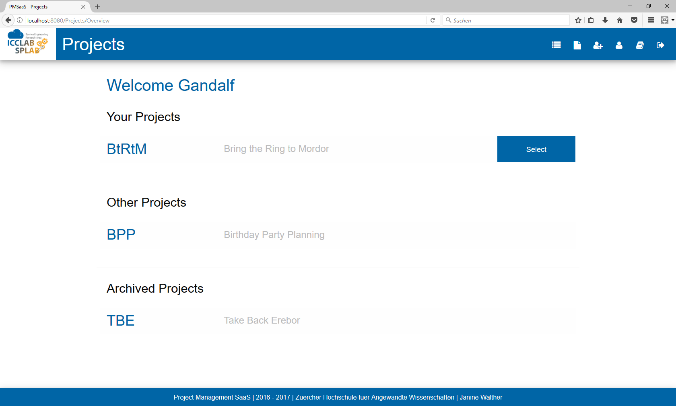 PMSaaS - Projects
localhost:8080/Projects/Overview
Suchen
ICCLAB
SPLAB
Projects
Welcome Gandalf
Your Projects
BtRtM Bring the Ring to Mordor Select
Other Projects
BPP Birthday Party Planning
Archived Projects
TBE Take Back Erebor
Project Management SaaS | 2016 - 2017 | Zuercher Hochschule fuer Angewandte Wissenschaften | Janine Walther